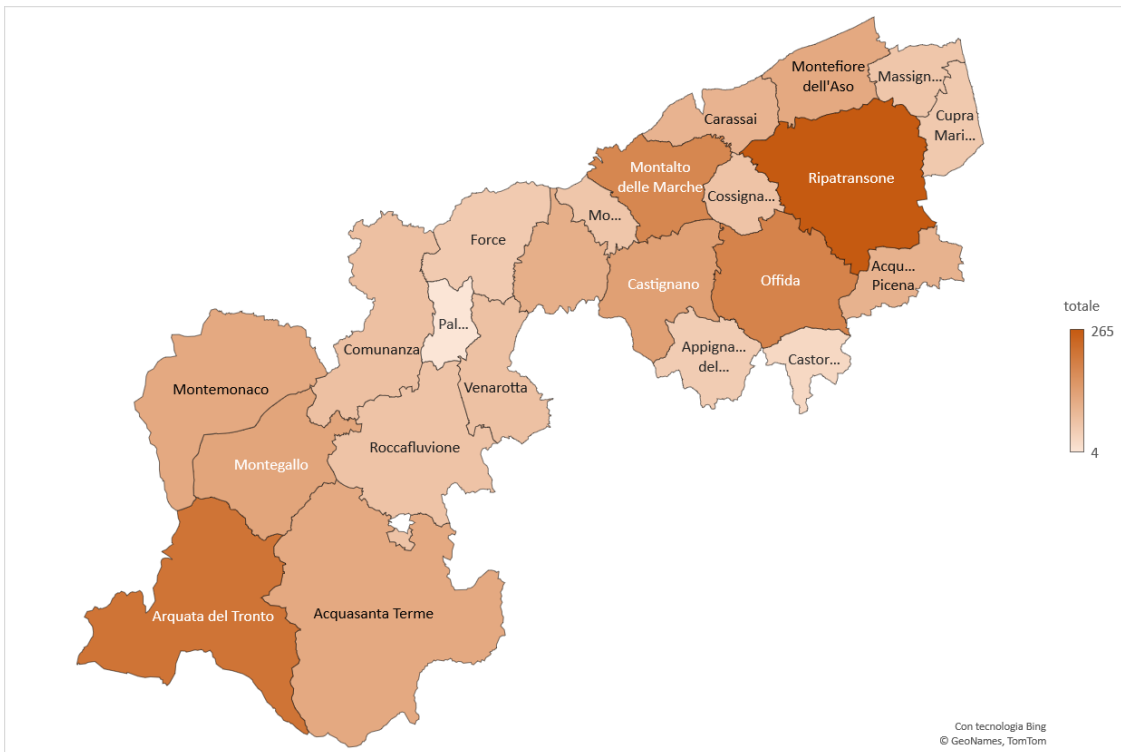 Montefiore
dell'Aso
Massign...
Carassai
Cupra
Mari...
Montalto
delle Marche
Ripatransone
Cossigna...
Mo...
Force
Acqu...
Picena
Castignano
Offida
totale
265
Pal...
Comunanza
Appigna...
del...
Castor...
Montemonaco
Venarotta
Roccafluvione
Montegallo
4
Arquata del Tronto
Acquasanta Terme
Con tecnologia Bing
© GeoNames, TomTom